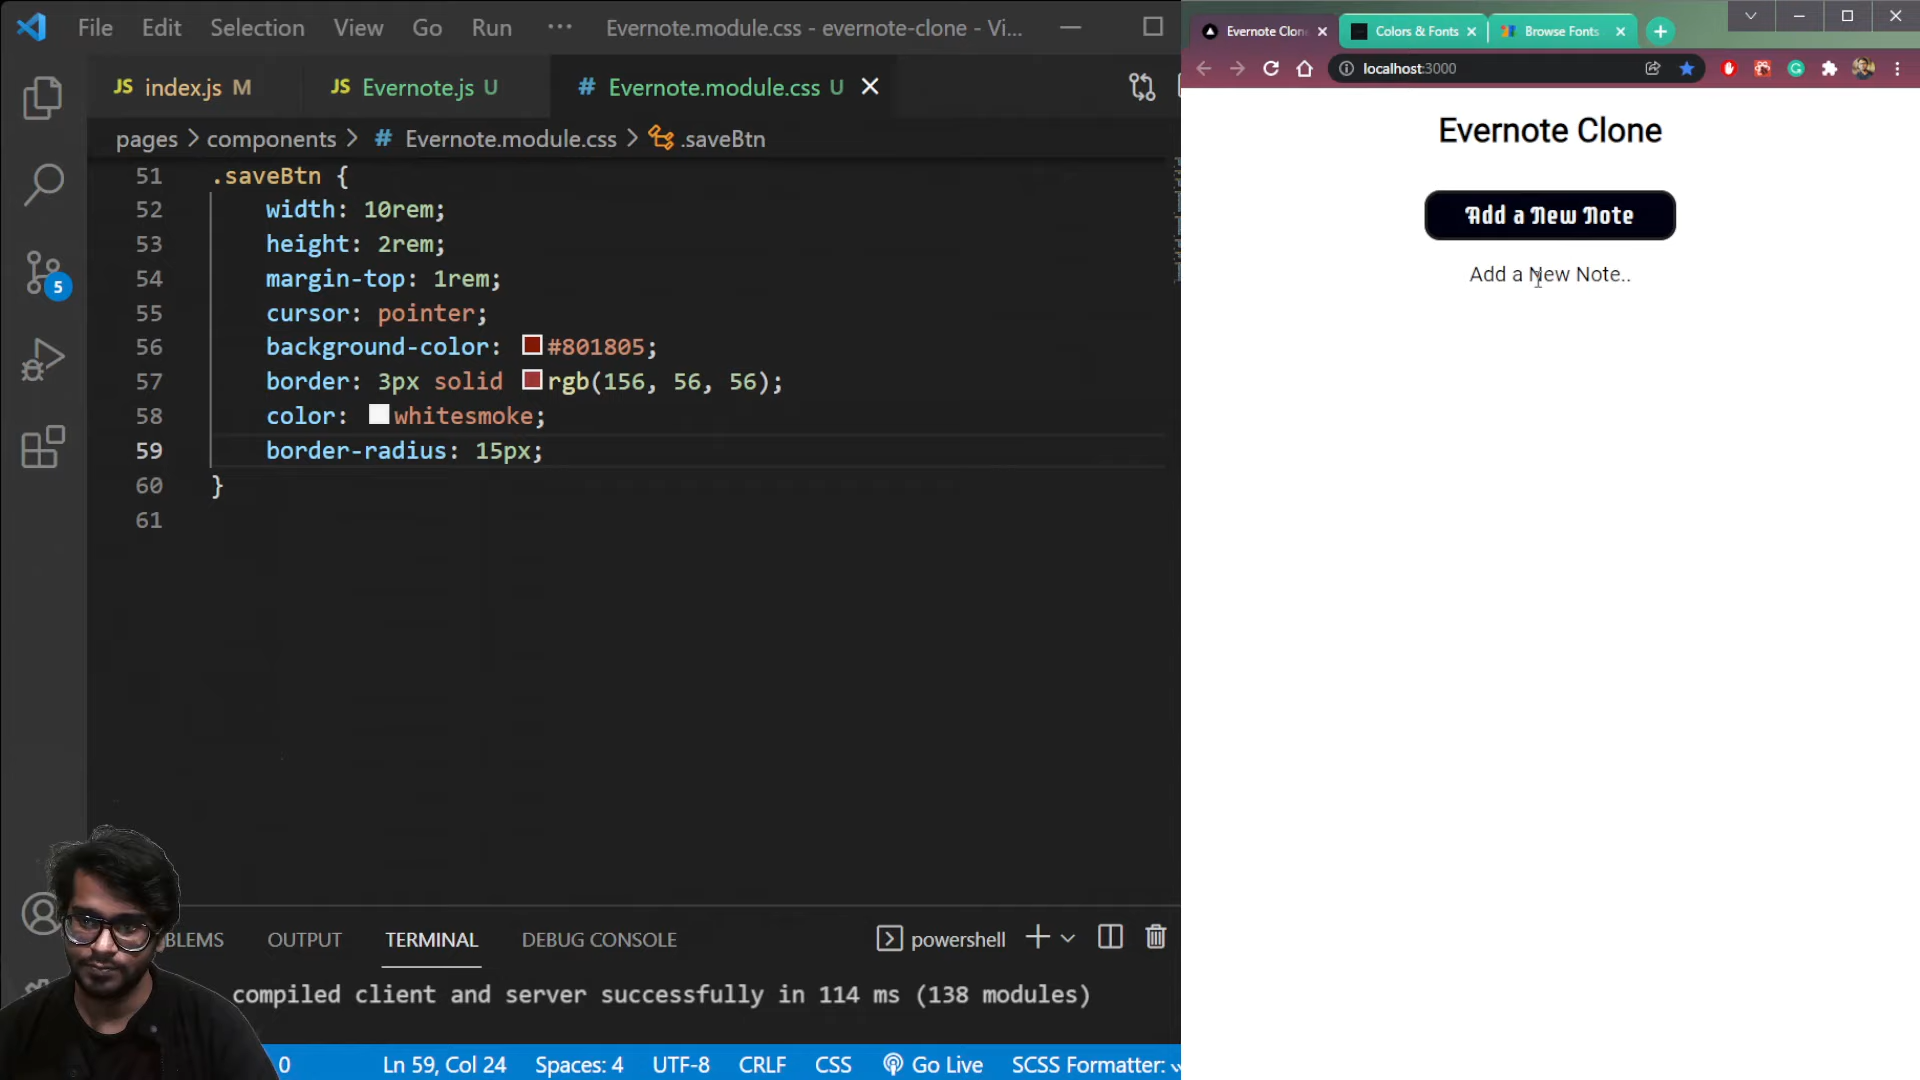 File Edit Selection View Go Run ··· Evernote.module.css - evernote-clone - Vi...
JS index.js M
JS Evernote.js U
# Evernote.module.css U
pages > components > # Evernote.module.css > .saveBtn
51 .saveBtn {
52 width: 10rem;
53 height: 2rem;
54 margin-top: 1rem;
55 cursor: pointer;
56 background-color: #801805;
57 border: 3px solid rgb(156, 56, 56);
58 color: whitesmoke;
59 border-radius: 15px;
60 }
61
5
BLEMS OUTPUT TERMINAL DEBUG CONSOLE powershell
compiled client and server successfully in 114 ms (138 modules)
0 Ln 59, Col 24 Spaces: 4 UTF-8 CRLF CSS Go Live SCSS Formatter:
Evernote Clon Colors & Fonts Browse Fonts
localhost:3000
Evernote Clone
Add a New Note
Add a New Note..